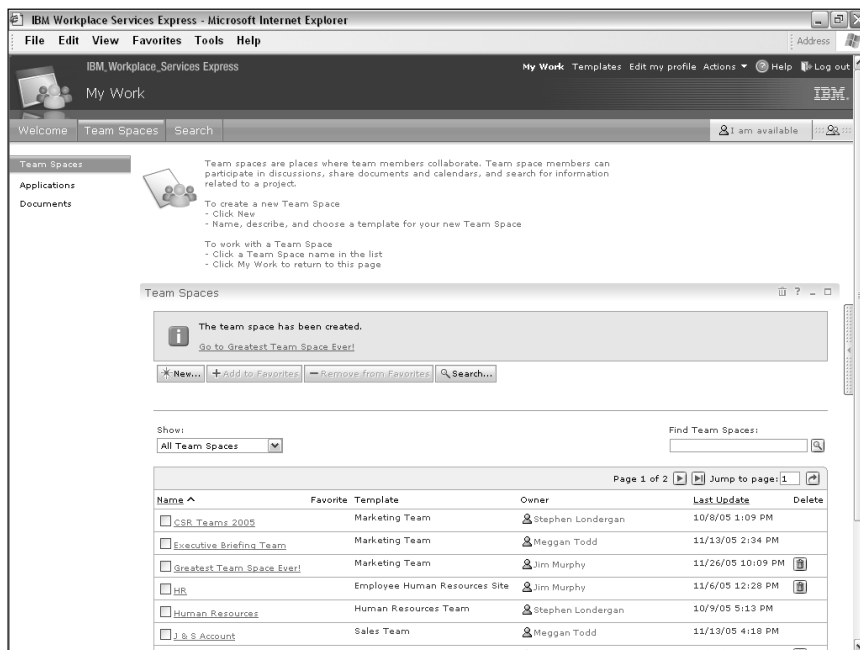 IBM Workplace Services Express - Microsoft Internet Explorer
File Edit View Favorites Tools Help
Address
IBM_Workplace_Services Express
My Work Templates Edit my profile Actions Help Log out
My Work
IBM.
Welcome Team Spaces Search
I am available
Team Spaces
Applications
Documents
Team spaces are places where team members collaborate. Team space members can
participate in discussions, share documents and calendars, and search for information
related to a project.
To create a new Team Space
- Click New
- Name, describe, and choose a template for your new Team Space
To work with a Team Space
- Click a Team Space name in the list
- Click My Work to return to this page
Team Spaces
The team space has been created.
Go to Greatest Team Space Ever!
New... Add to Favorites Remove from Favorites Search...
Show:
All Team Spaces
Find Team Spaces:
Page 1 of 2 Jump to page: 1
Name Favorite Template Owner Last Update Delete
CSR Teams 2005 Marketing Team Stephen Londergan 10/8/05 1:09 PM
Executive Briefing Team Marketing Team Meggan Todd 11/13/05 2:34 PM
Greatest Team Space Ever! Marketing Team Jim Murphy 11/26/05 10:09 PM
HR Employee Human Resources Site Jim Murphy 11/6/05 12:28 PM
Human Resources Human Resources Team Stephen Londergan 10/9/05 5:13 PM
J & S Account Sales Team Meggan Todd 11/13/05 4:18 PM